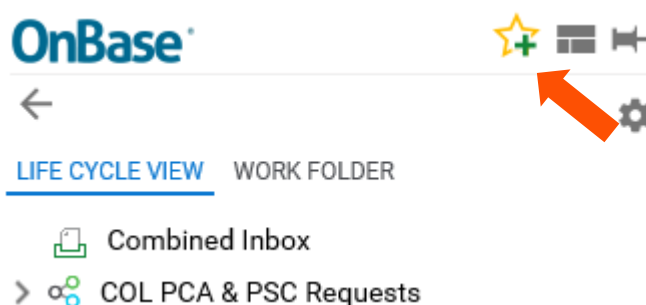 OnBase
LIFE CYCLE VIEW WORK FOLDER
Combined Inbox
COL PCA & PSC Requests